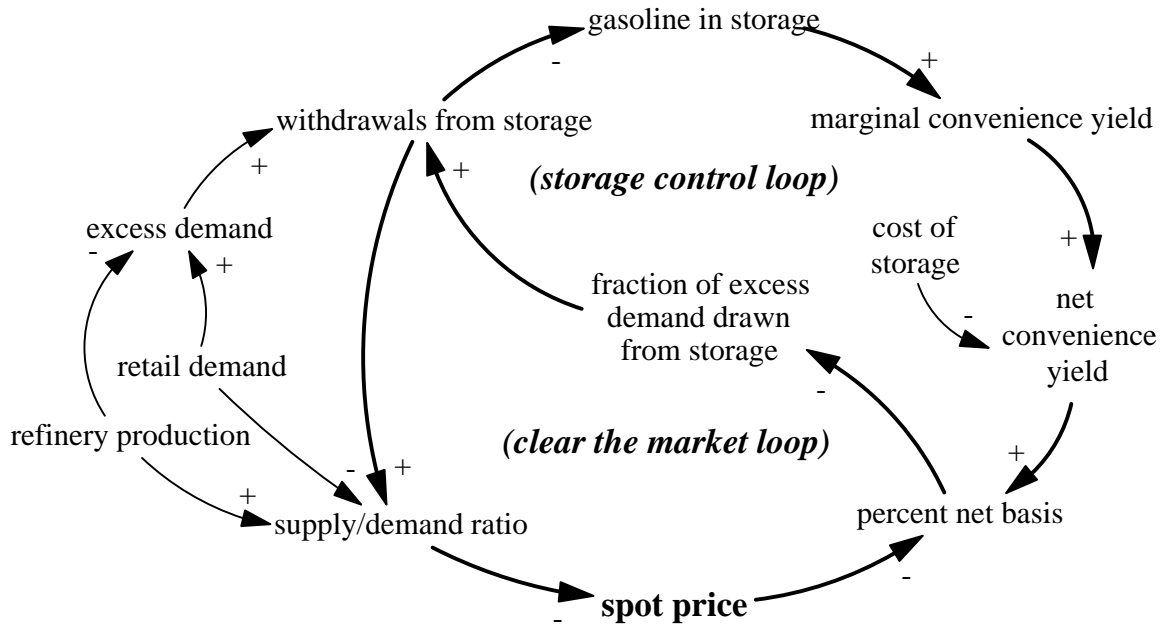 gasoline in storage
-
+
withdrawals from storage
marginal convenience yield
+
+
(storage control loop)
excess demand
-
+
cost of
storage
+
fraction of excess
demand drawn
from storage
-
net
convenience
yield
retail demand
-
refinery production
(clear the market loop)
-
+
+
+
supply/demand ratio
percent net basis
-
-
spot price